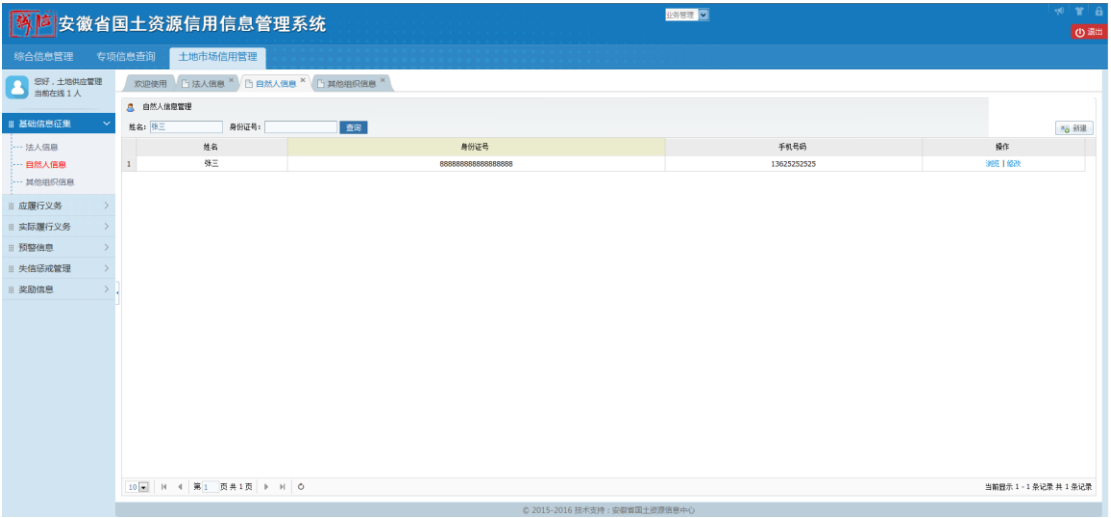 诚信 安徽省国土资源信用信息管理系统 业务管理
退出
综合信息管理 专项信息查询 土地市场信用管理
您好，土地供应管理
当前在线 1 人
欢迎使用 法人信息 自然人信息 其他组织信息
自然人信息管理
基础信息征集
姓名: 张三 身份证号: 查询 新建
姓名 身份证号 手机号码 操作
1 张三 888888888888888888 13625252525 浏览 | 修改
法人信息
自然人信息
其他组织信息
应履行义务
实际履行义务
预警信息
失信惩戒管理
奖励信息
10 第 1 页 共 1 页 当前显示 1 - 1 条记录 共 1 条记录
© 2015-2016 技术支持：安徽省国土资源信息中心